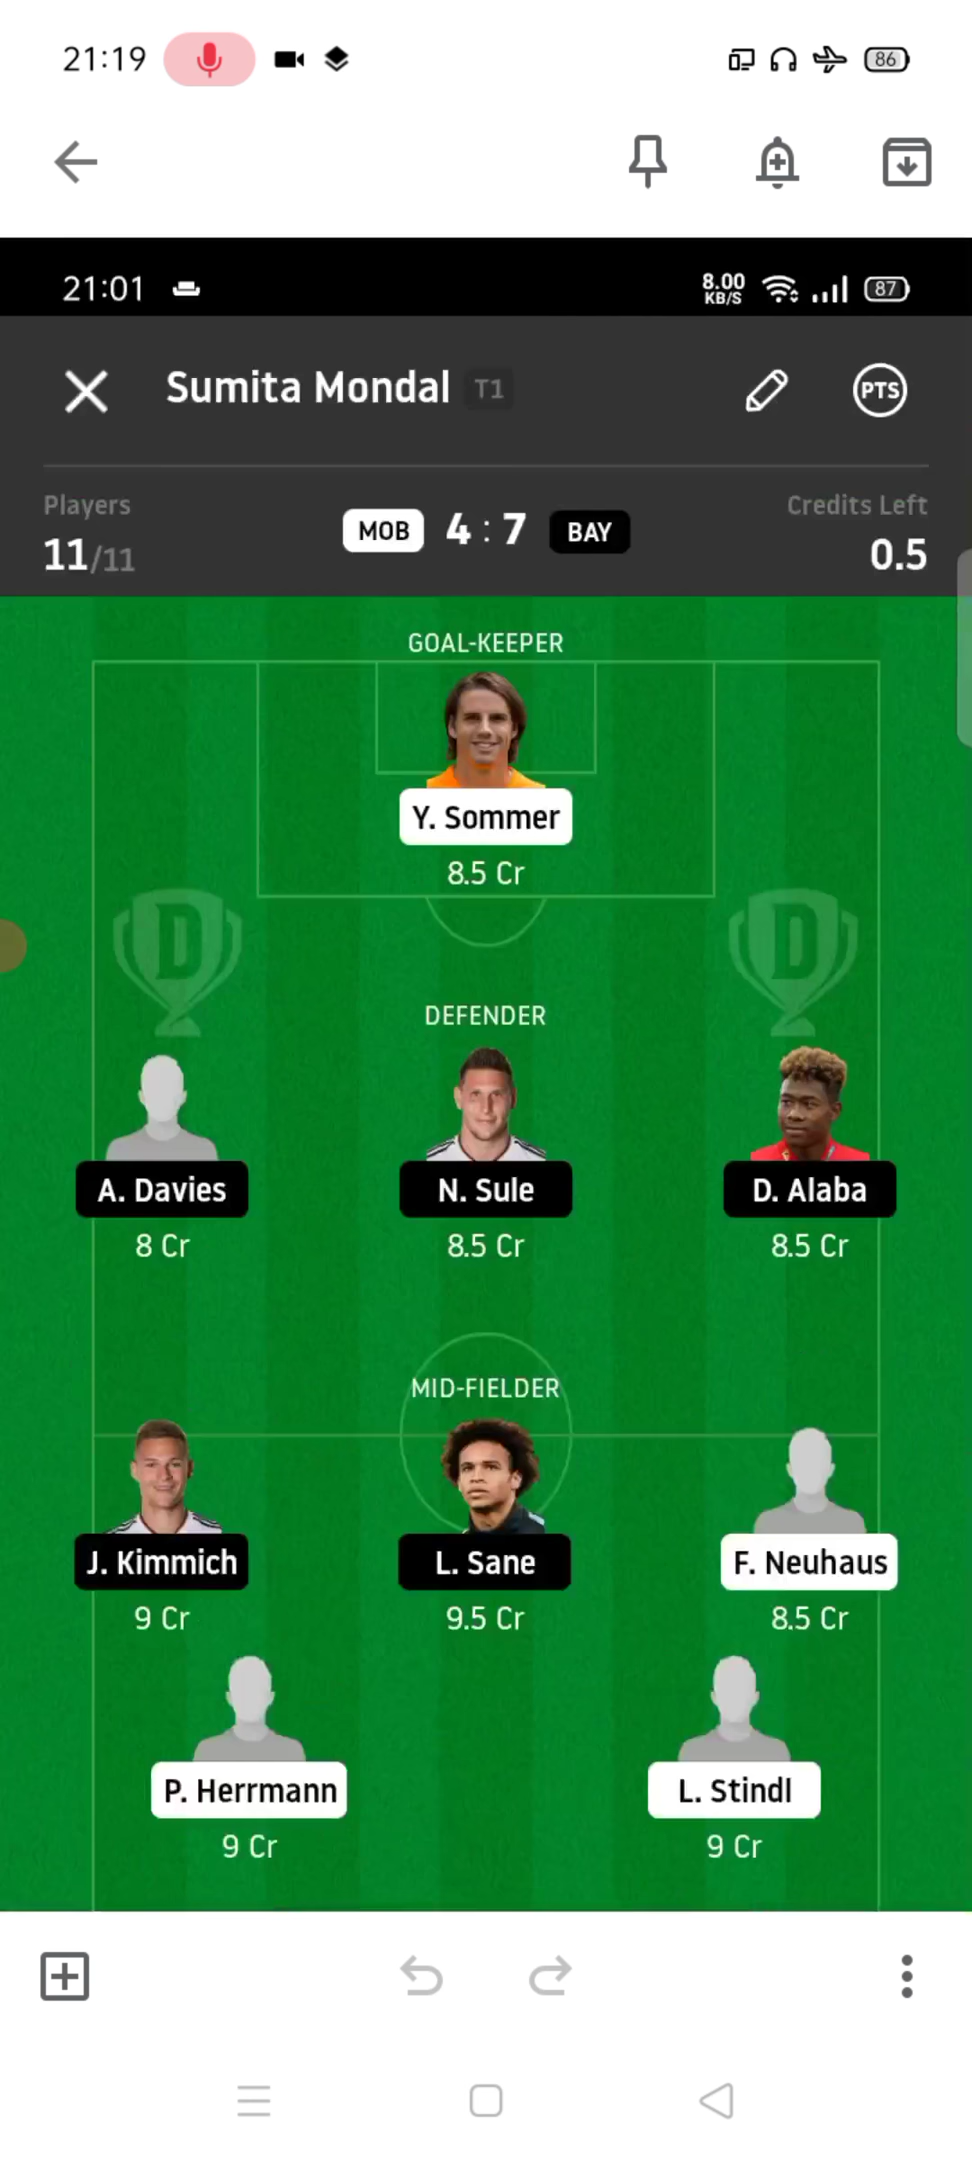 21:19
86
21:01
8.00
KB/S
87
Sumita Mondal T1
PTS
Players
11/11
MOB 4 : 7 BAY
Credits Left
0.5
GOAL-KEEPER
Y. Sommer
8.5 Cr
D D
DEFENDER
A. Davies N. Sule D. Alaba
8 Cr 8.5 Cr 8.5 Cr
MID-FIELDER
J. Kimmich L. Sane F. Neuhaus
9 Cr 9.5 Cr 8.5 Cr
P. Herrmann L. Stindl
9 Cr 9 Cr